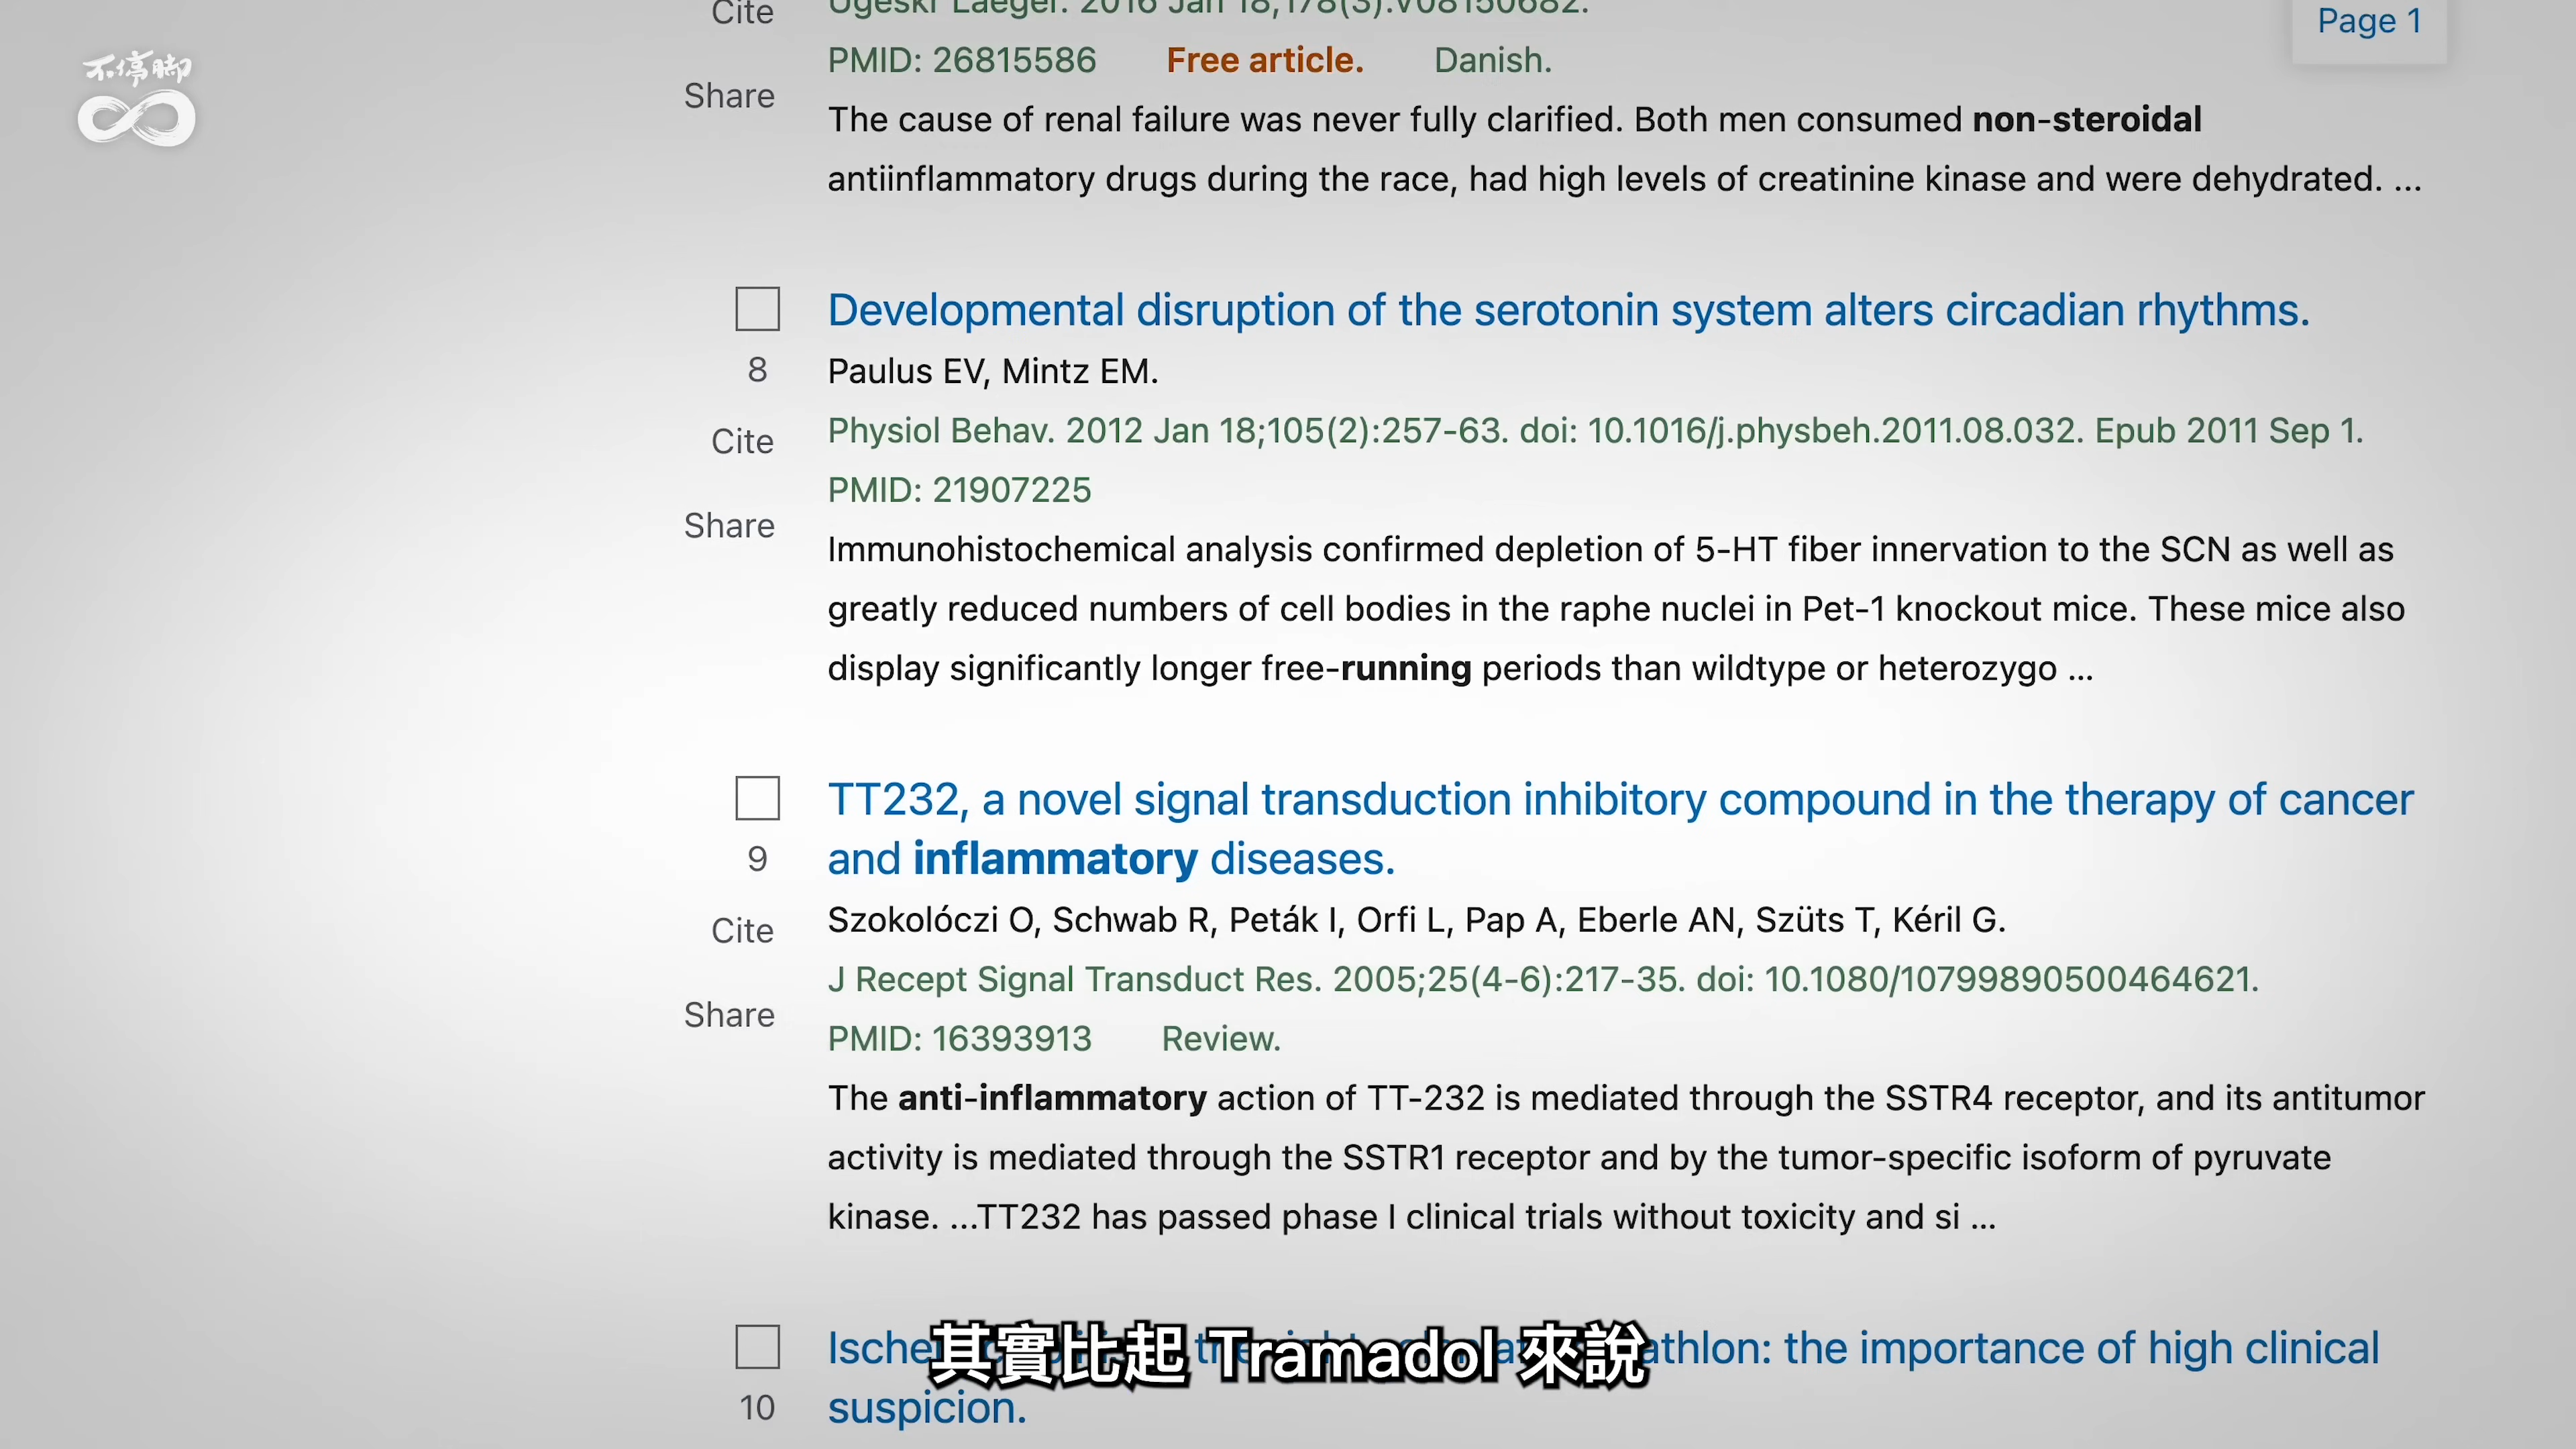 不停腳
Page 1
Cite
Ugeskr Laeger. 2016 Jan 18;178(3):V08150682.
PMID: 26815586 Free article. Danish.
Share
The cause of renal failure was never fully clarified. Both men consumed non-steroidal
antiinflammatory drugs during the race, had high levels of creatinine kinase and were dehydrated. ...
Developmental disruption of the serotonin system alters circadian rhythms.
8
Paulus EV, Mintz EM.
Cite
Physiol Behav. 2012 Jan 18;105(2):257-63. doi: 10.1016/j.physbeh.2011.08.032. Epub 2011 Sep 1.
PMID: 21907225
Share
Immunohistochemical analysis confirmed depletion of 5-HT fiber innervation to the SCN as well as
greatly reduced numbers of cell bodies in the raphe nuclei in Pet-1 knockout mice. These mice also
display significantly longer free-running periods than wildtype or heterozygo ...
TT232, a novel signal transduction inhibitory compound in the therapy of cancer
and inflammatory diseases.
9
Szokolóczi O, Schwab R, Peták I, Orfi L, Pap A, Eberle AN, Szüts T, Kéril G.
Cite
J Recept Signal Transduct Res. 2005;25(4-6):217-35. doi: 10.1080/10799890500464621.
Share
PMID: 16393913 Review.
The anti-inflammatory action of TT-232 is mediated through the SSTR4 receptor, and its antitumor
activity is mediated through the SSTR1 receptor and by the tumor-specific isoform of pyruvate
kinase. ...TT232 has passed phase I clinical trials without toxicity and si ...
the importance of high clinical
suspicion.
10
其實比起 Tramadol 來說